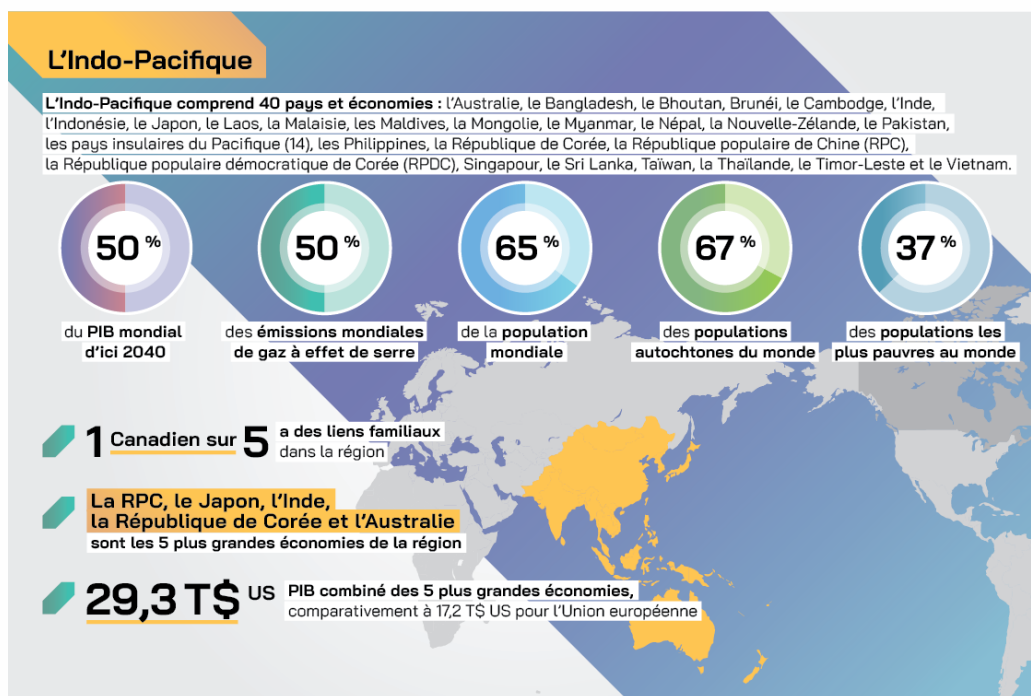 L'Indo-Pacifique
L'Indo-Pacifique comprend 40 pays et économies : l'Australie, le Bangladesh, le Bhoutan, Brunéi, le Cambodge, l'Inde,
l'Indonésie, le Japon, le Laos, la Malaisie, les Maldives, la Mongolie, le Myanmar, le Népal, la Nouvelle-Zélande, le Pakistan,
les pays insulaires du Pacifique (14), les Philippines, la République de Corée, la République populaire de Chine (RPC),
la République populaire démocratique de Corée (RPDC), Singapour, le Sri Lanka, Taïwan, la Thaïlande, le Timor-Leste et le Vietnam.
50 %
du PIB mondial
d'ici 2040
50 %
des émissions mondiales
de gaz à effet de serre
65 %
de la population
mondiale
67 %
des populations
autochtones du monde
37 %
des populations les
plus pauvres au monde
1 Canadien sur 5 a des liens familiaux
dans la région
La RPC, le Japon, l'Inde,
la République de Corée et l'Australie
sont les 5 plus grandes économies de la région
29,3 T$ US PIB combiné des 5 plus grandes économies,
comparativement à 17,2 T$ US pour l'Union européenne